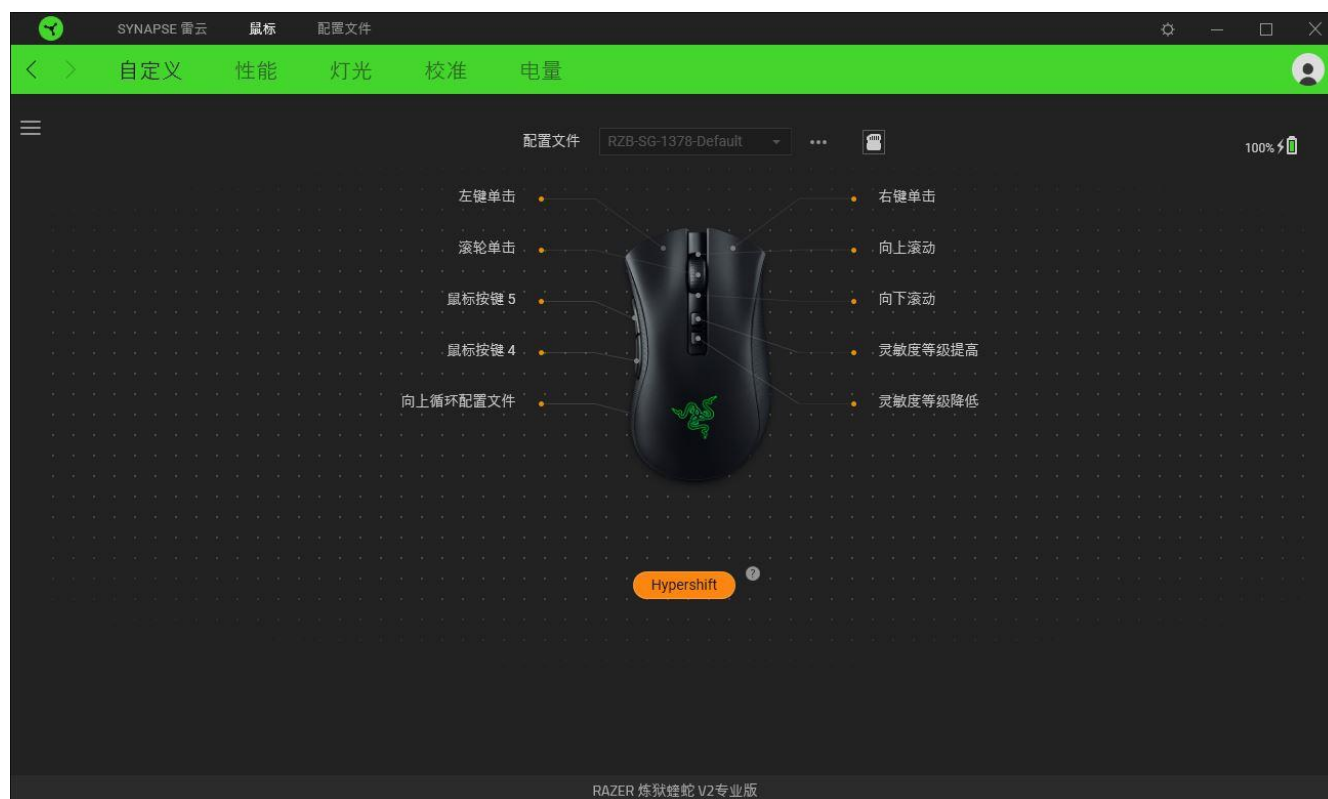 SYNAPSE 雷云 鼠标 配置文件
自定义 性能 灯光 校准 电量
配置文件 RZB-SG-1378-Default
100%
左键单击 右键单击
滚轮单击 向上滚动
鼠标按键 5 向下滚动
鼠标按键 4 灵敏度等级提高
向上循环配置文件 灵敏度等级降低
Hypershift ?
RAZER 炼狱蝰蛇 V2专业版